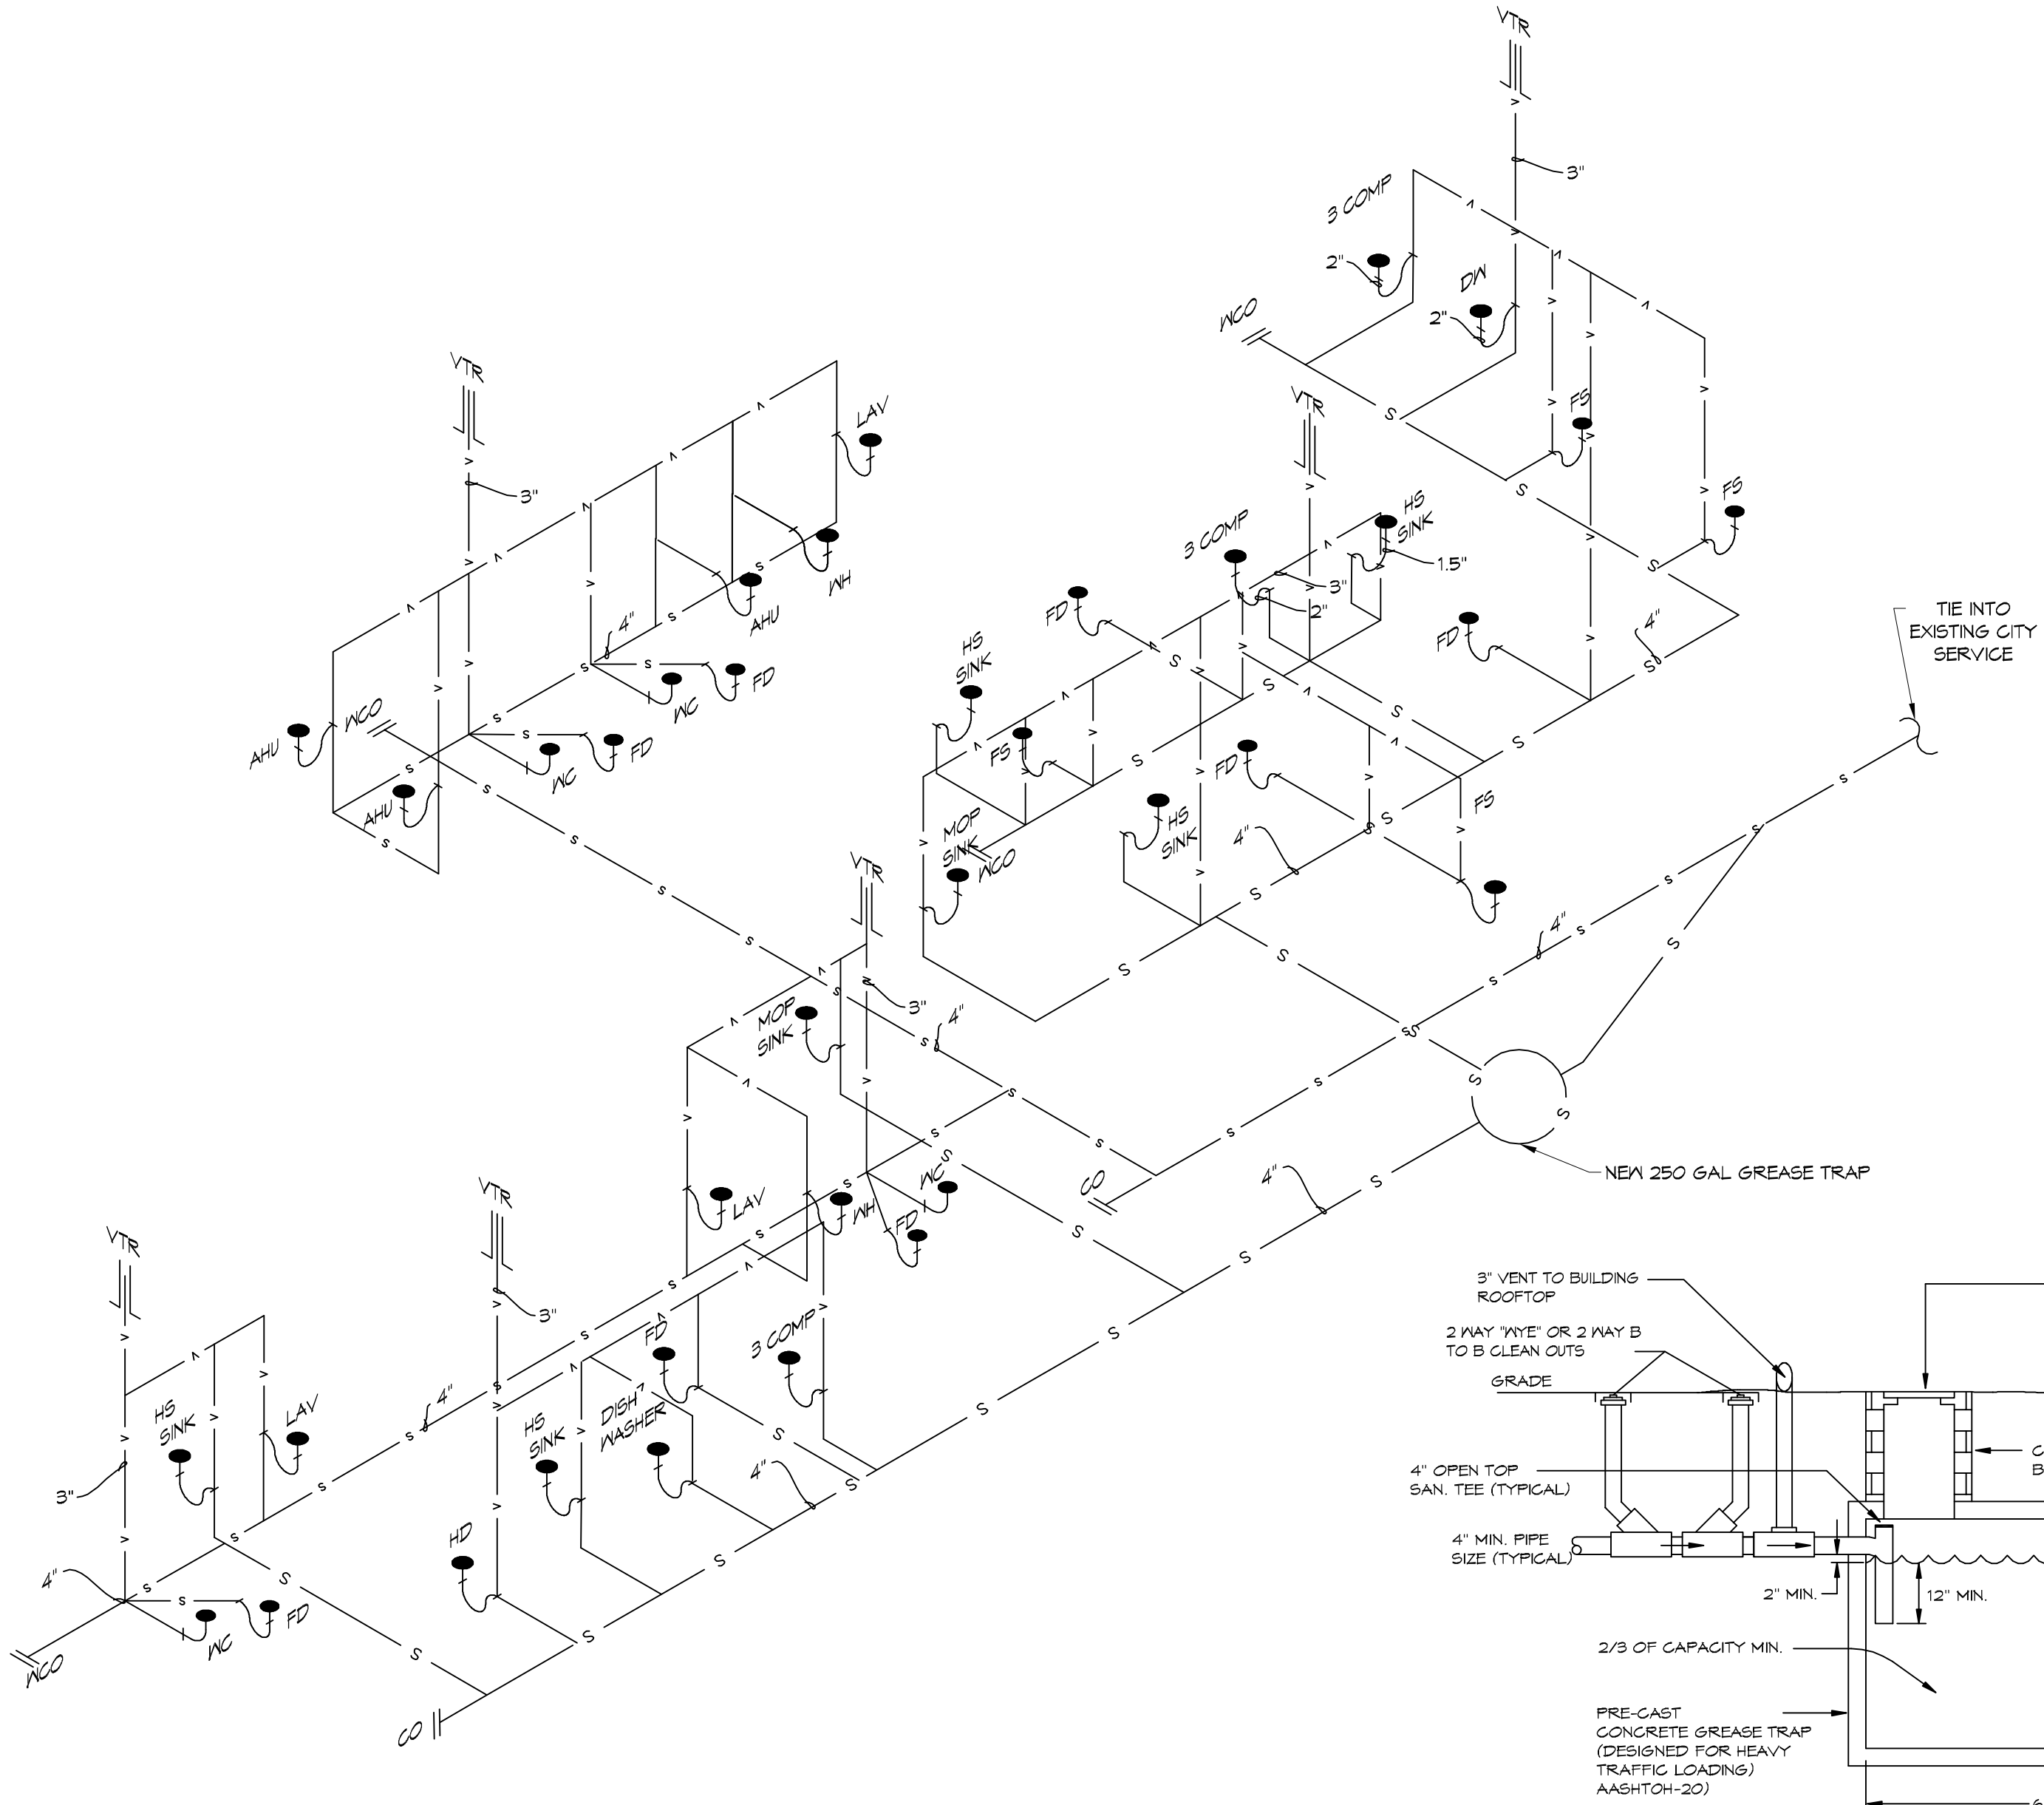 VTR
3"
3 COMP
2"
DW
2"
WCO
S
FS
S
FS
S
4"
S
VTR
3"
LAV
WH
AHU
4"
FD
WC
FD
WC
AHU
WCO
AHU
VTR
HS
SINK
1.5"
3 COMP
3"
2"
FD
FD
HS
SINK
FS
FD
FS
MOP
SINK
WCO
HS
SINK
4"
TIE INTO
EXISTING CITY
SERVICE
4"
VTR
3"
MOP
SINK
4"
LAV
WH
WC
FD
CO
4"
NEW 250 GAL GREASE TRAP
VTR
3"
VTR
HS
SINK
LAV
4"
3"
4"
FD
WC
WCO
FD
3 COMP
DISH
WASHER
HS
SINK
4"
HD
CO
3" VENT TO BUILDING
ROOFTOP
2 WAY "WYE" OR 2 WAY B
TO B CLEAN OUTS
GRADE
4" OPEN TOP
SAN. TEE (TYPICAL)
C
B
4" MIN. PIPE
SIZE (TYPICAL)
2" MIN.
12" MIN.
2/3 OF CAPACITY MIN.
PRE-CAST
CONCRETE GREASE TRAP
(DESIGNED FOR HEAVY
TRAFFIC LOADING)
AASHTOH-20)